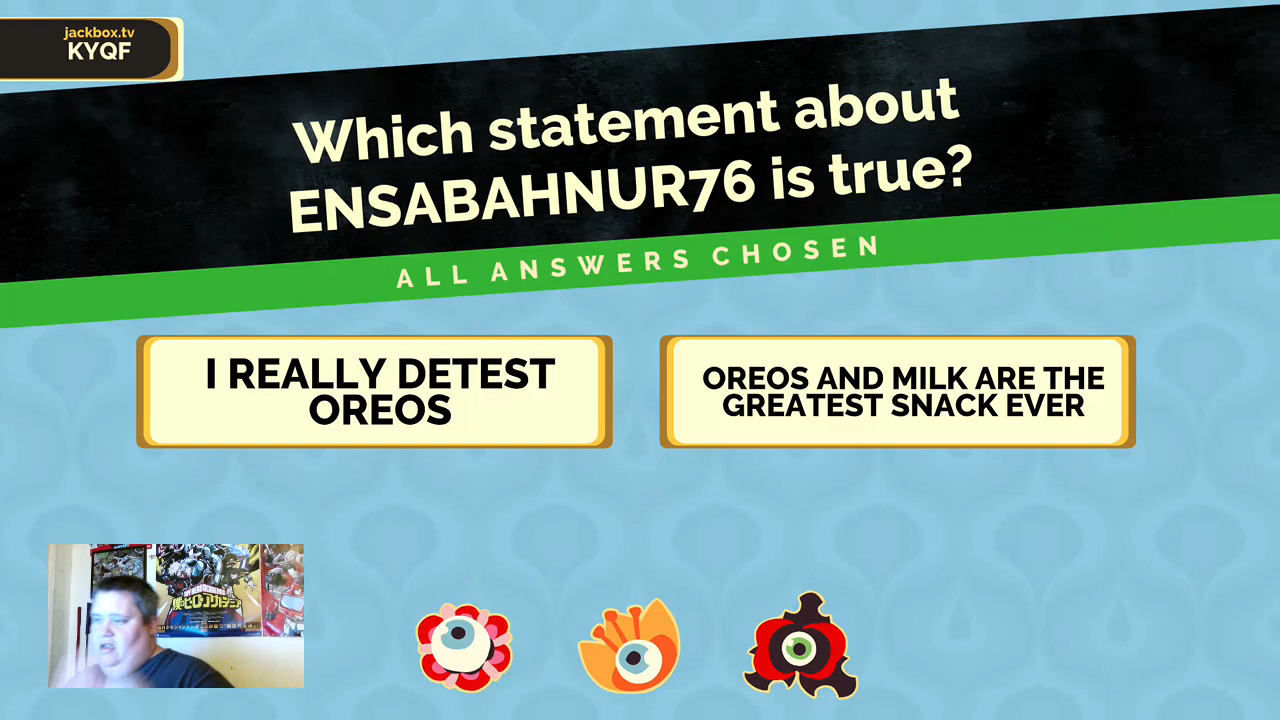 jackbox.tv
KYQF
Which statement about
ENSABAHNUR76 is true?
ALL ANSWERS CHOSEN
I REALLY DETEST
OREOS
OREOS AND MILK ARE THE
GREATEST SNACK EVER